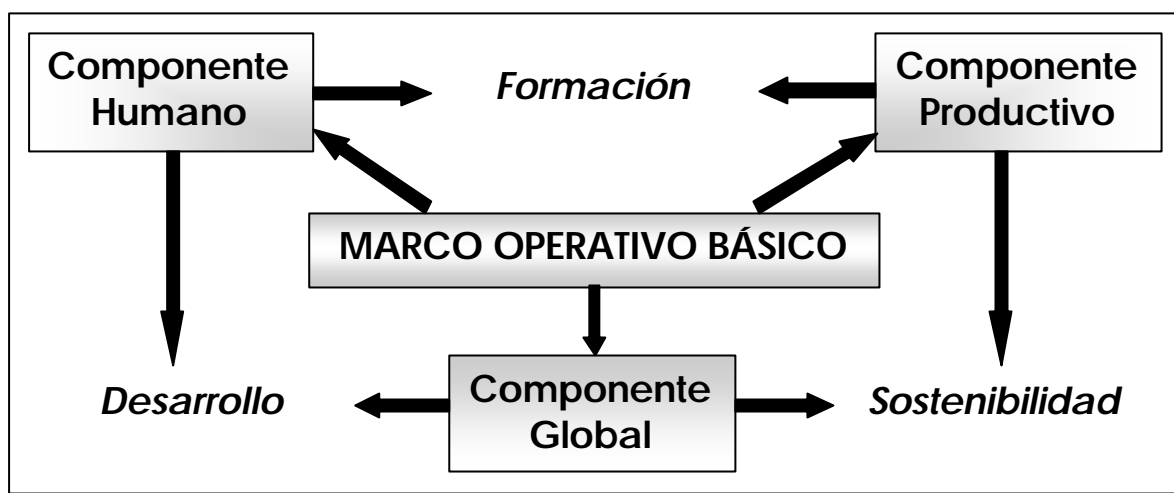 Componente
Humano
Formación
Componente
Productivo
MARCO OPERATIVO BÁSICO
Desarrollo
Componente
Global
Sostenibilidad